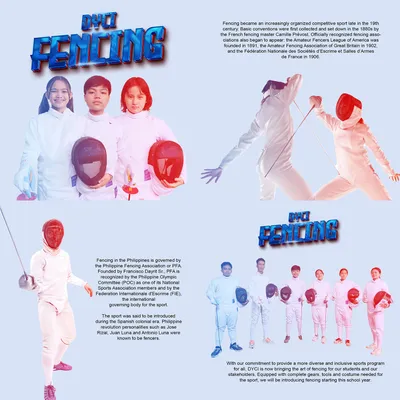 DYCI
FENCING
Fencing became an increasingly organized competitive sport late in the 19th
century. Basic conventions were first collected and set down in the 1880s by
the French fencing master Camille Prévost. Officially recognized fencing asso-
ciations also began to appear: the Amateur Fencers League of America was
founded in 1891, the Amateur Fencing Association of Great Britain in 1902,
and the Fédération Nationale des Sociétés d'Escrime et Salles d'Armes
de France in 1906.
Fencing in the Philippines is governed by
the Philippine Fencing Association or PFA.
Founded by Francisco Dayrit Sr., PFA is
recognized by the Philippine Olympic
Committee (POC) as one of its National
Sports Association members and by the
Federation Internationale d'Escrime (FIE),
the international
governing body for the sport.
The sport was said to be introduced
during the Spanish colonial era. Philippine
revolution personalities such as Jose
Rizal, Juan Luna and Antonio Luna were
known to be fencers.
DYCI
FENCING
With our commitment to provide a more diverse and inclusive sports program
for all, DYCI is now bringing the art of fencing for our students and our
stakeholders. Equipped with complete gears, tools and costume needed for
the sport, we will be introducing fencing starting this school year.